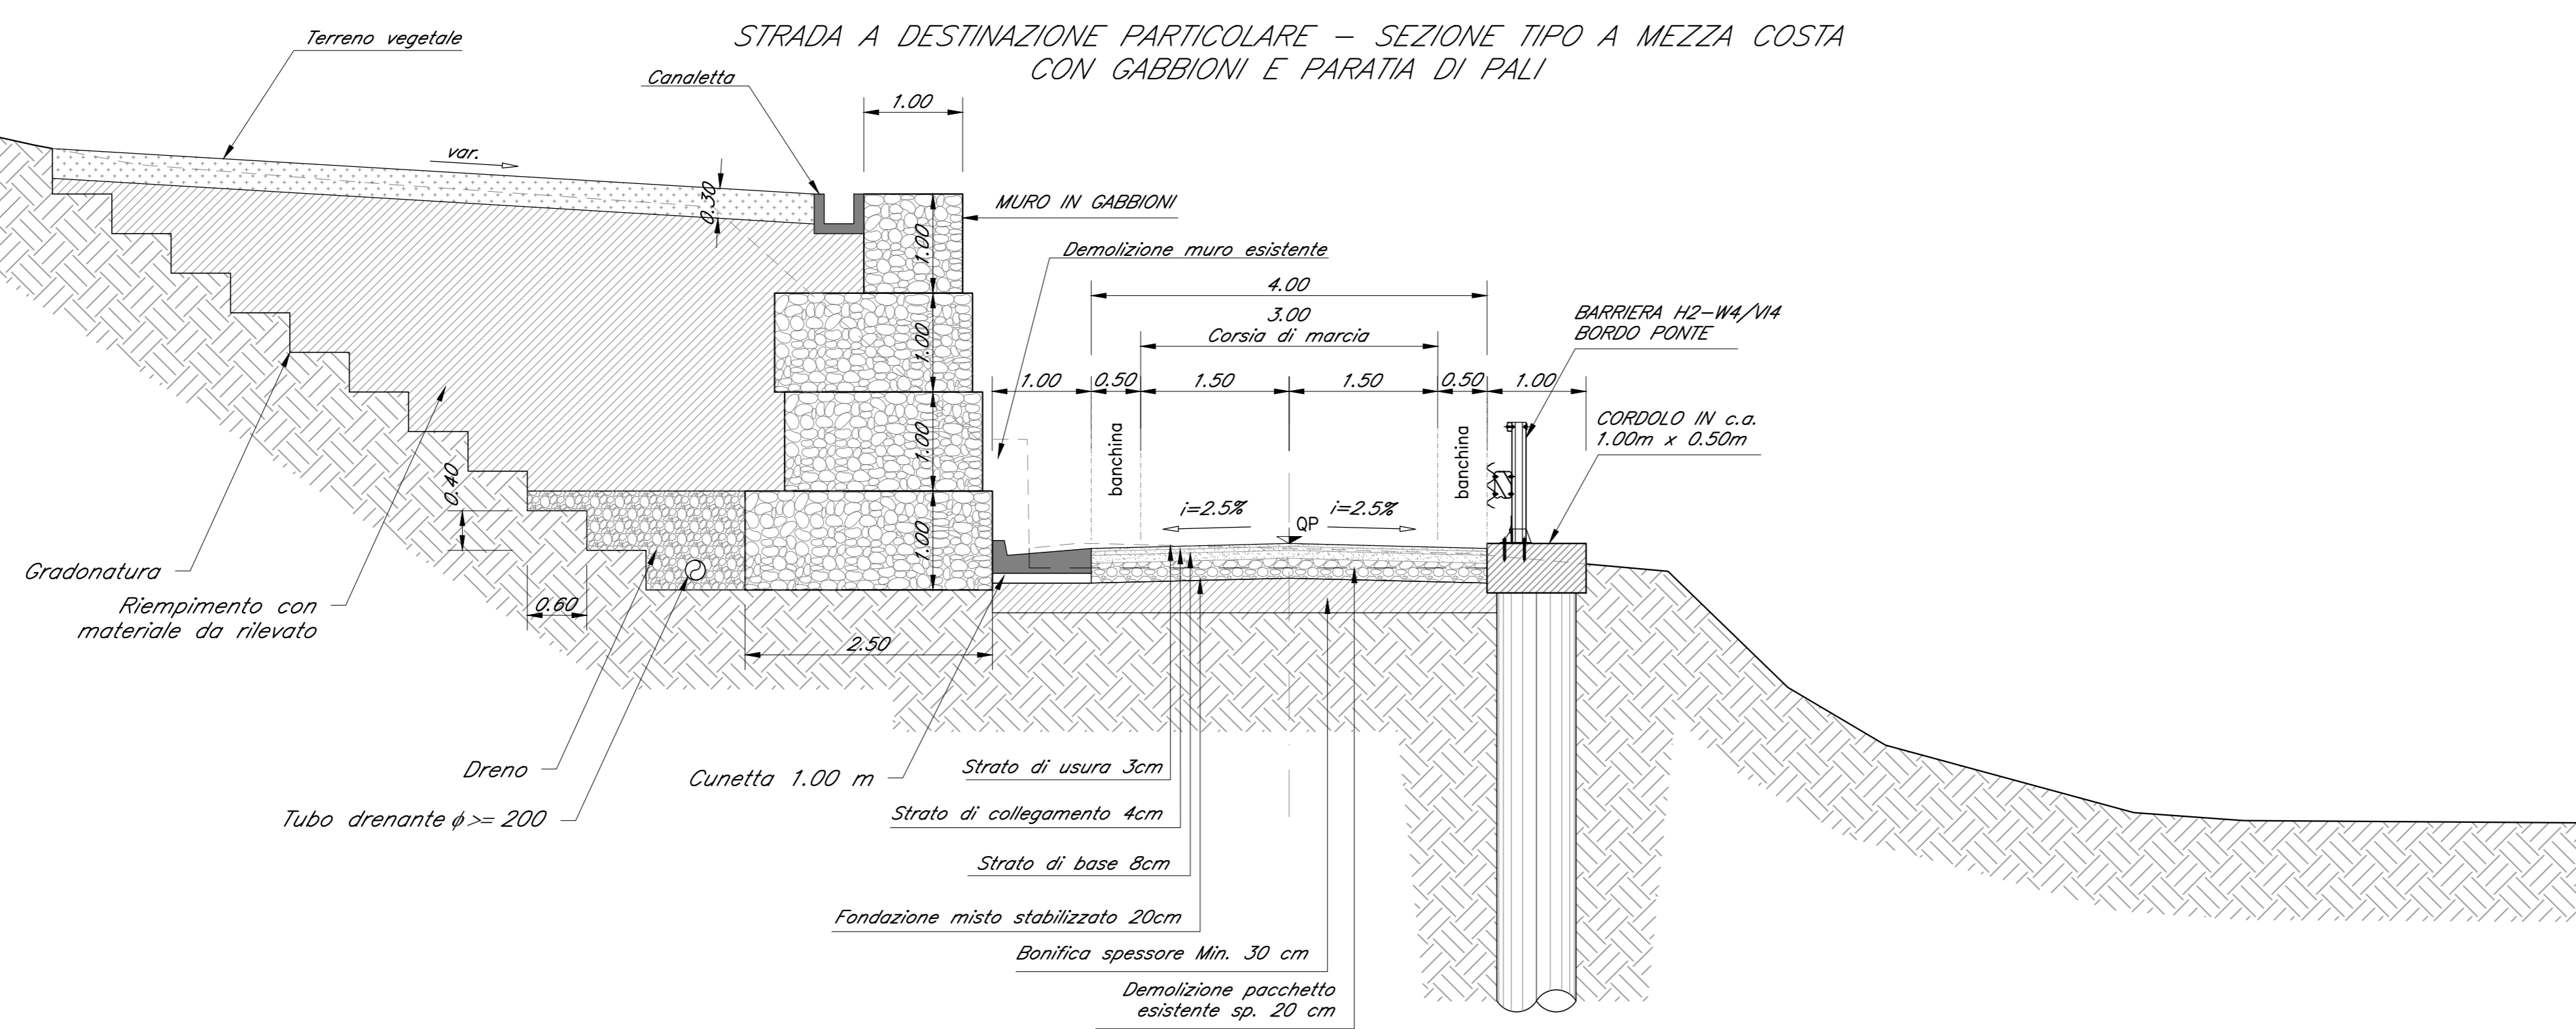 STRADA A DESTINAZIONE PARTICOLARE – SEZIONE TIPO A MEZZA COSTA
CON GABBIONI E PARATIA DI PALI
Terreno vegetale
Canaletta
1.00
var.
0.30
MURO IN GABBIONI
1.00
Demolizione muro esistente
4.00
3.00
Corsia di marcia
BARRIERA H2-W4/VI4
BORDO PONTE
1.00
1.00 0.50 1.50 1.50 0.50 1.00
CORDOLO IN c.a.
1.00m x 0.50m
1.00
banchina
banchina
0.40
i=2.5%
QP
i=2.5%
1.00
Gradonatura
Riempimento con
materiale da rilevato
0.60
2.50
Dreno
Cunetta 1.00 m
Tubo drenante ϕ >= 200
Strato di usura 3cm
Strato di collegamento 4cm
Strato di base 8cm
Fondazione misto stabilizzato 20cm
Bonifica spessore Min. 30 cm
Demolizione pacchetto
esistente sp. 20 cm